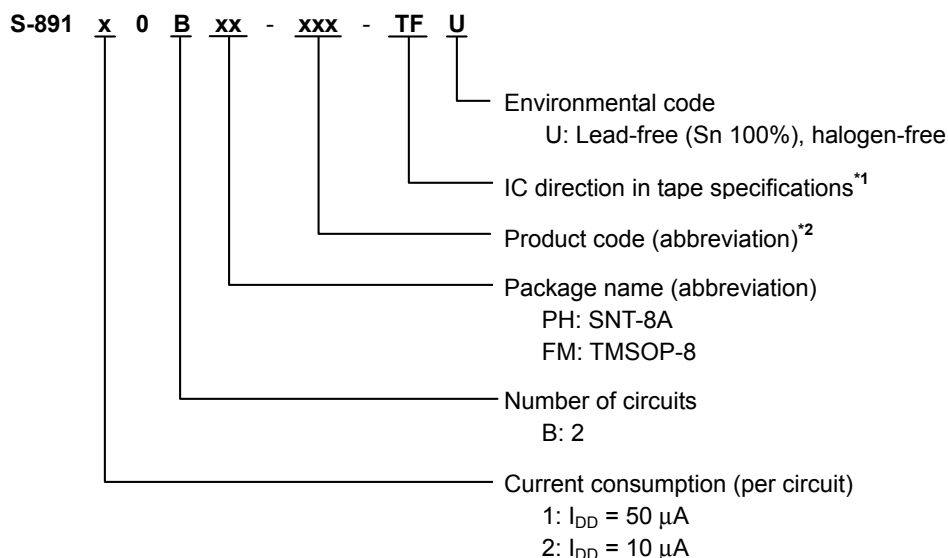 S-891 x 0 B xx - xxx - TF U
Environmental code
U: Lead-free (Sn 100%), halogen-free
IC direction in tape specifications*1
Product code (abbreviation)*2
Package name (abbreviation)
PH: SNT-8A
FM: TMSOP-8
Number of circuits
B: 2
Current consumption (per circuit)
1: IDD = 50 μA
2: IDD = 10 μA